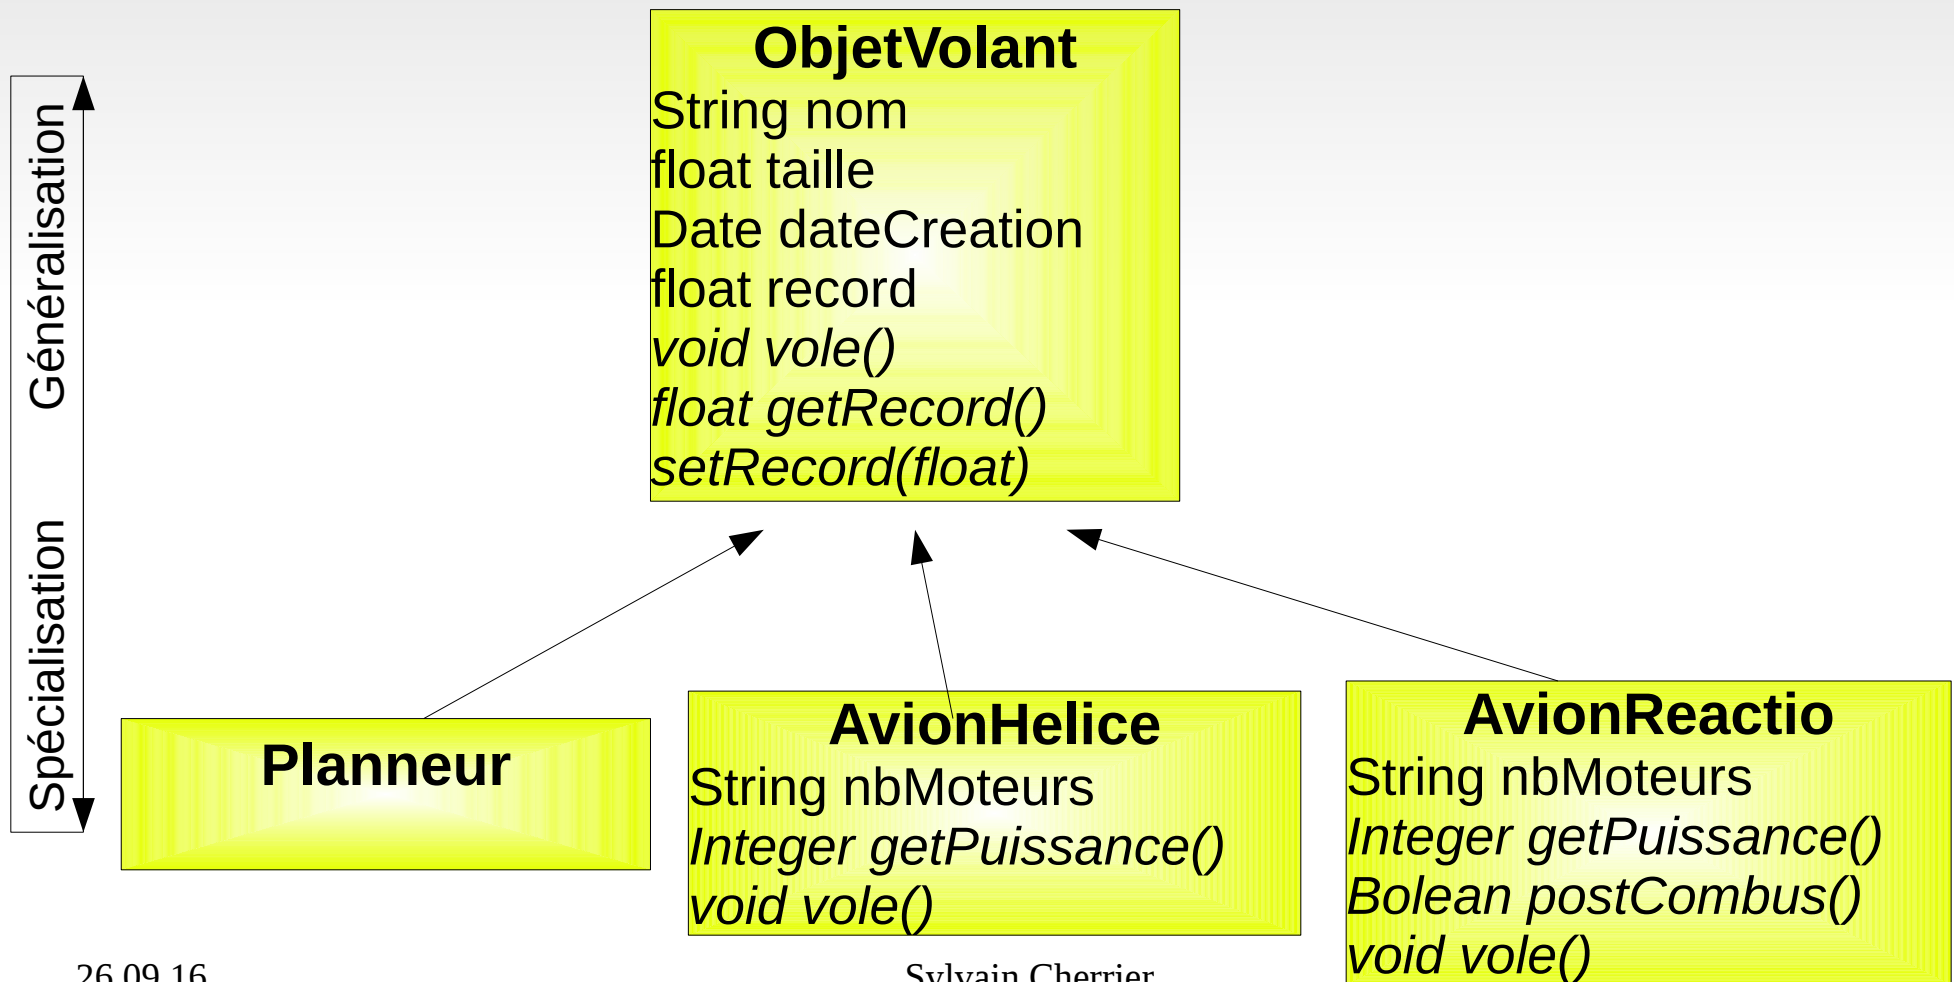 ObjetVolant
String nom
float taille
Date dateCreation
float record
void vole()
float getRecord()
setRecord(float)
Généralisation
Spécialisation
Planneur
AvionHelice
String nbMoteurs
Integer getPuissance()
void vole()
AvionReactio
String nbMoteurs
Integer getPuissance()
Bolean postCombus()
void vole()
26.09.16
Sylvain Cherrier